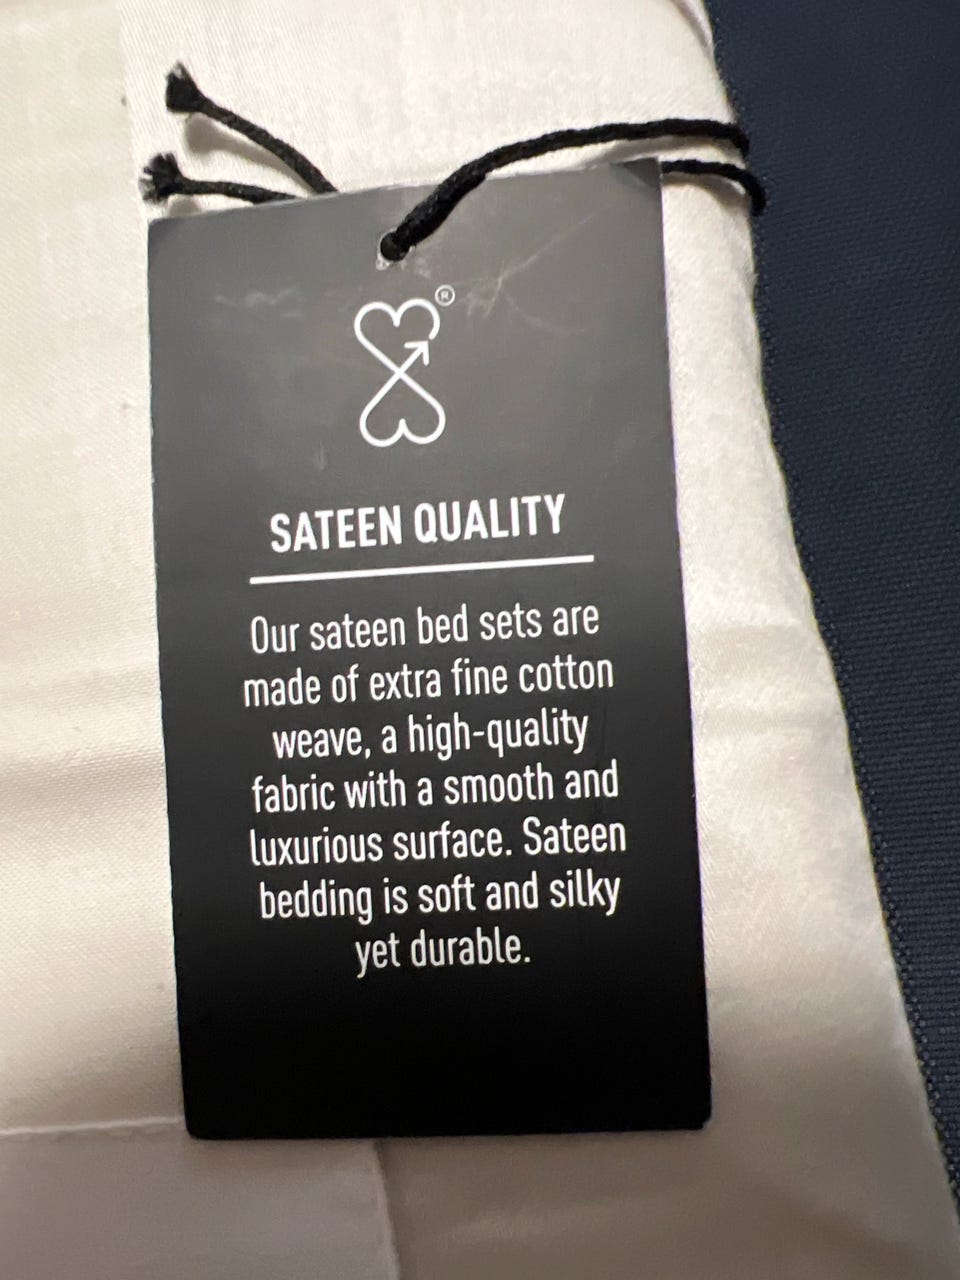 ®
SATEEN QUALITY
Our sateen bed sets are
made of extra fine cotton
weave, a high-quality
fabric with a smooth and
luxurious surface. Sateen
bedding is soft and silky
yet durable.